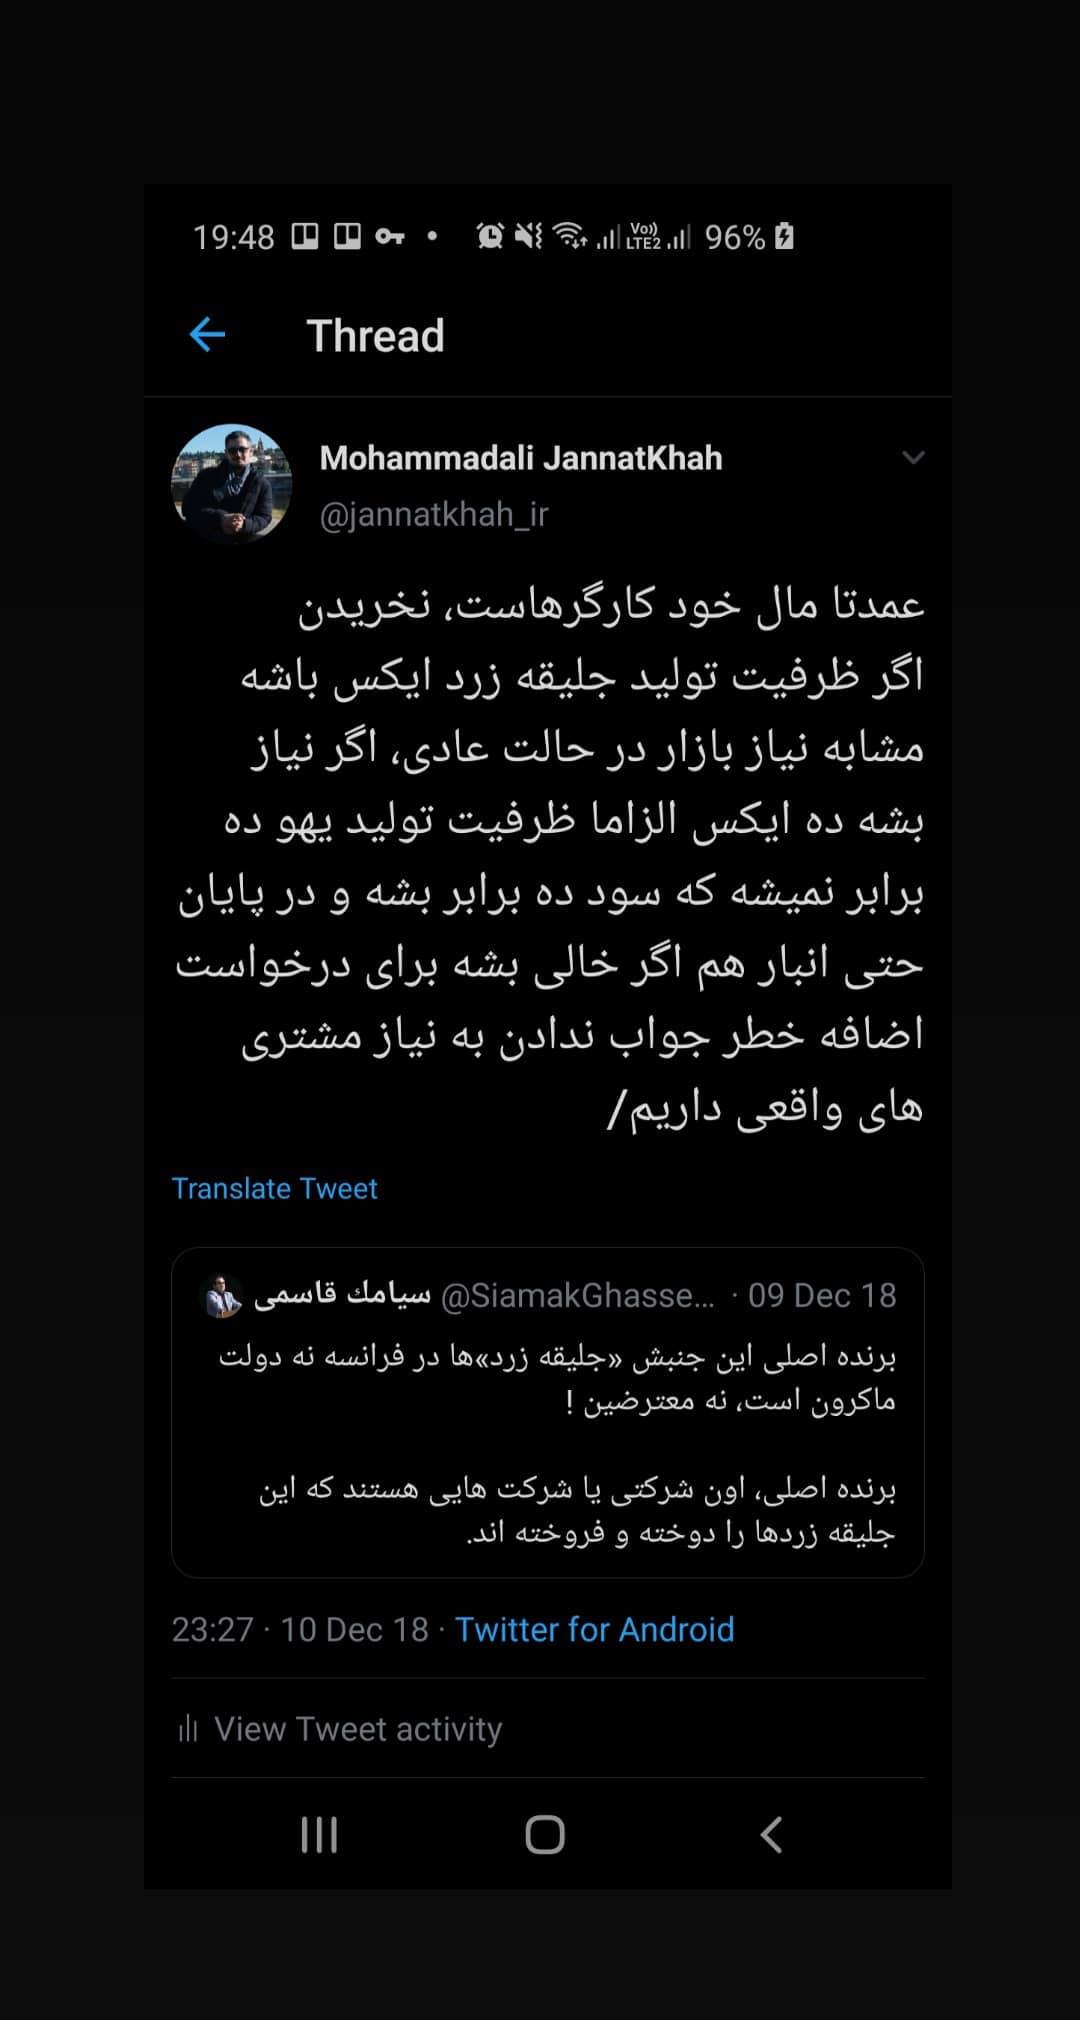 19:48 • Vo)) LTE2 96%
Thread
Mohammadali JannatKhah
@jannatkhah_ir
عمدتا مال خود کارگرهاست، نخریدن
اگر ظرفیت تولید جلیقه زرد ایکس باشه
مشابه نیاز بازار در حالت عادی، اگر نیاز
بشه ده ایکس الزاما ظرفیت تولید یهو ده
برابر نمیشه که سود ده برابر بشه و در پایان
حتی انبار هم اگر خالی بشه برای درخواست
اضافه خطر جواب ندادن به نیاز مشتری
های واقعی داریم/
Translate Tweet
سیامك قاسمی @SiamakGhasse... · 09 Dec 18
برنده اصلی این جنبش «جلیقه زرد»ها در فرانسه نه دولت
ماکرون است، نه معترضین !
برنده اصلی، اون شرکتی یا شرکت هایی هستند که این
جلیقه زردها را دوخته و فروخته اند.
23:27 · 10 Dec 18 · Twitter for Android
View Tweet activity